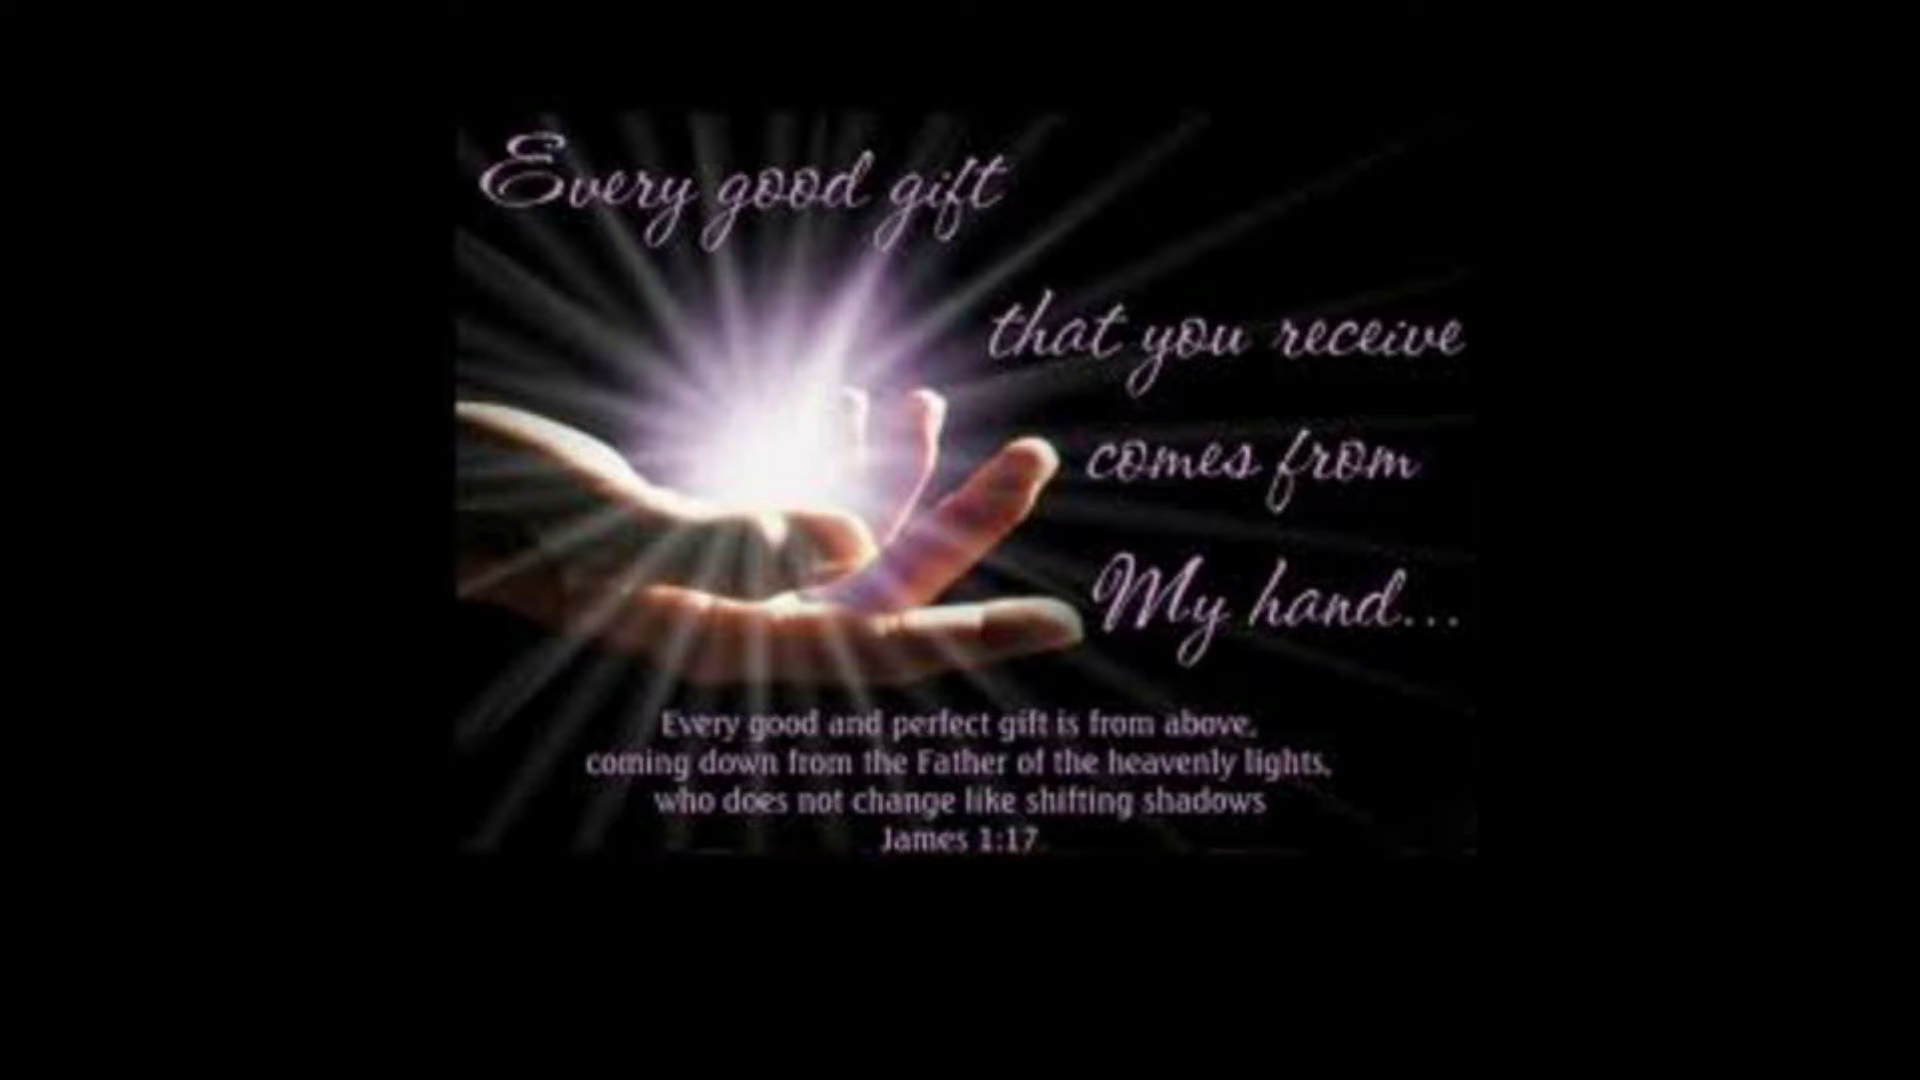 Every good gift
that you receive
comes from
My hand...
Every good and perfect gift is from above,
coming down from the Father of the heavenly lights,
who does not change like shifting shadows
James 1:17